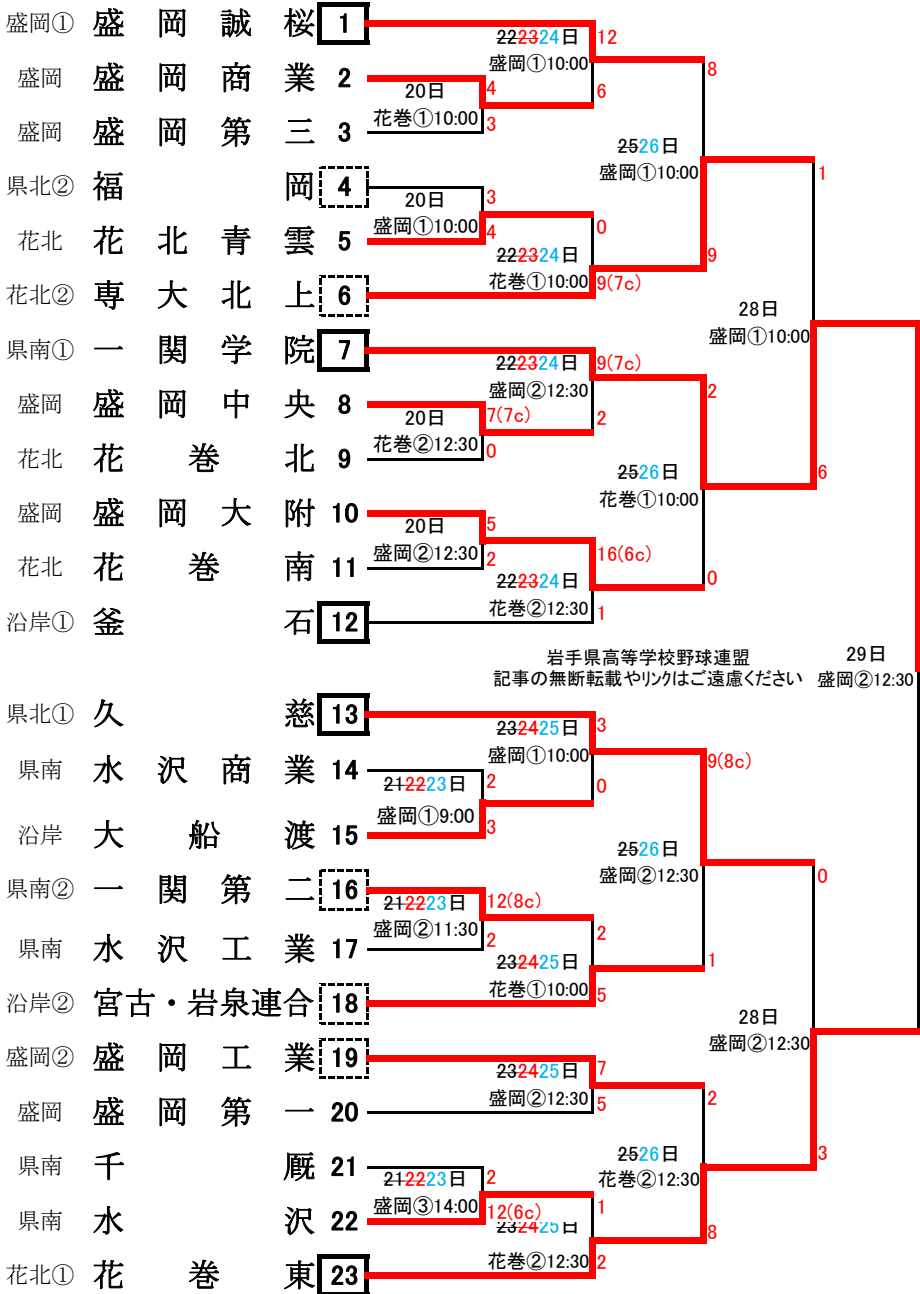 盛岡① 盛岡誠桜 1
盛岡 盛岡商業 2
盛岡 盛岡第三 3
県北② 福岡 4
花北 花北青雲 5
花北② 専大北上 6
県南① 一関学院 7
盛岡 盛岡中央 8
花北 花巻北 9
盛岡 盛岡大附 10
花北 花巻南 11
沿岸① 釜石 12
県北① 久慈 13
県南 水沢商業 14
沿岸 大船渡 15
県南② 一関第二 16
県南 水沢工業 17
沿岸② 宮古・岩泉連合 18
盛岡② 盛岡工業 19
盛岡 盛岡第一 20
県南 千厩 21
県南 水沢 22
花北① 花巻東 23
20日
花巻①10:00
4
3
20日
盛岡①10:00
3
4
20日
花巻②12:30
7(7c)
0
20日
盛岡②12:30
5
2
212223日
盛岡①9:00
2
3
212223日
盛岡②11:30
12(8c)
2
212223日
盛岡③14:00
2
12(6c)
222324日
盛岡①10:00
12
6
222324日
花巻①10:00
0
9(7c)
222324日
盛岡②12:30
9(7c)
2
222324日
花巻②12:30
16(6c)
1
232425日
盛岡①10:00
3
0
232425日
花巻①10:00
2
5
232425日
盛岡②12:30
7
5
232425日
花巻②12:30
1
2
2526日
盛岡①10:00
8
9
2526日
花巻①10:00
2
0
2526日
盛岡②12:30
9(8c)
1
2526日
花巻②12:30
2
8
28日
盛岡①10:00
1
6
28日
盛岡②12:30
0
3
29日
盛岡②12:30
岩手県高等学校野球連盟
記事の無断転載やリンクはご遠慮ください